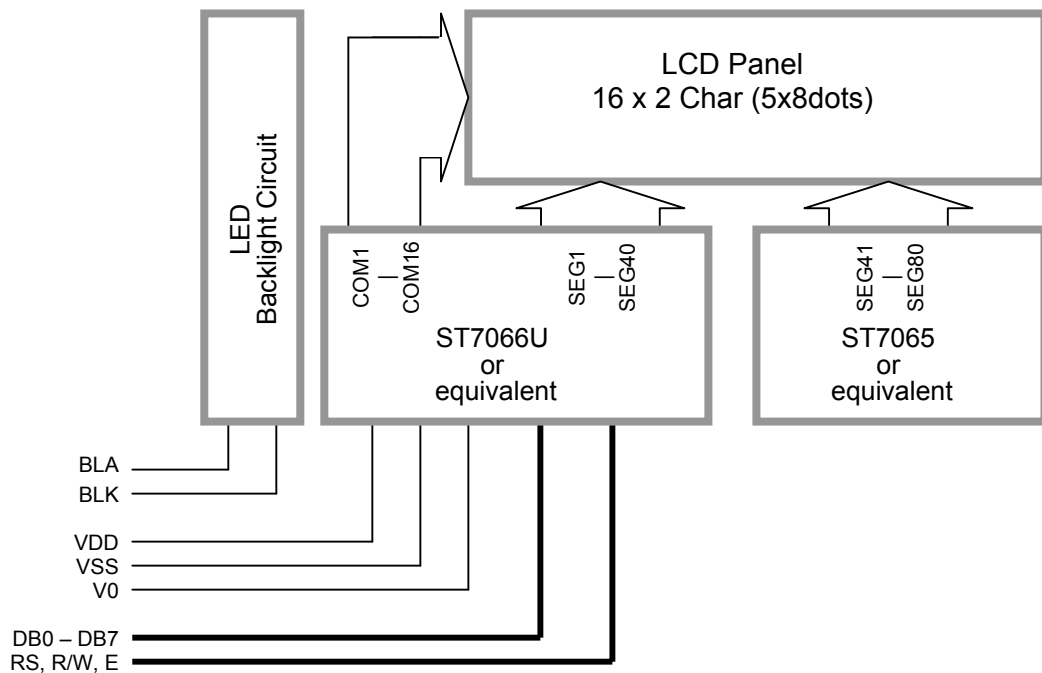 LCD Panel
16 x 2 Char (5x8dots)
LED
Backlight Circuit
COM1
—
COM16
SEG1
—
SEG40
ST7066U
or
equivalent
SEG41
—
SEG80
ST7065
or
equivalent
BLA
BLK
VDD
VSS
V0
DB0 – DB7
RS, R/W, E